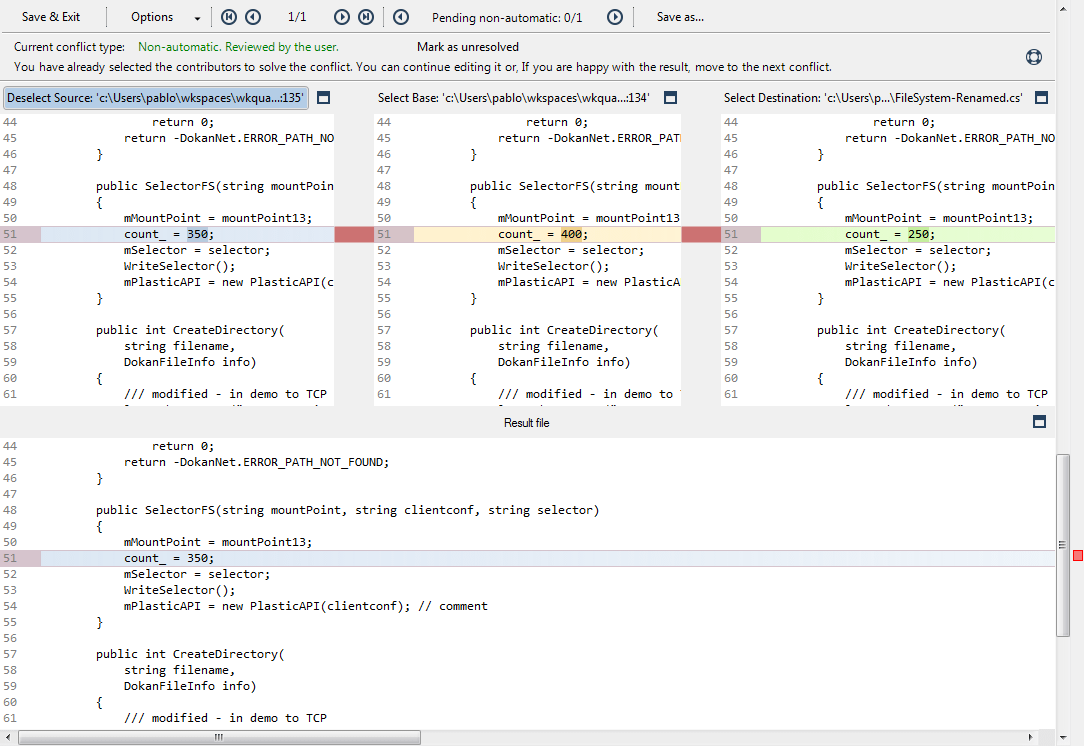 Save & Exit Options 1/1 Pending non-automatic: 0/1 Save as...
Current conflict type: Non-automatic. Reviewed by the user. Mark as unresolved
You have already selected the contributors to solve the conflict. You can continue editing it or, If you are happy with the result, move to the next conflict.
Deselect Source: 'c:\Users\pablo\wkspaces\wkqua...:135'
44 return 0;
45 return -DokanNet.ERROR_PATH_NO
46 }
47
48 public SelectorFS(string mountPoin
49 {
50 mMountPoint = mountPoint13;
51 count_ = 350;
52 mSelector = selector;
53 WriteSelector();
54 mPlasticAPI = new PlasticAPI(c
55 }
56
57 public int CreateDirectory(
58 string filename,
59 DokanFileInfo info)
60 {
61 /// modified - in demo to TCP
Select Base: 'c:\Users\pablo\wkspaces\wkqua...:134'
44 return 0;
45 return -DokanNet.ERROR_PATH
46 }
47
48 public SelectorFS(string mount
49 {
50 mMountPoint = mountPoint13
51 count_ = 400;
52 mSelector = selector;
53 WriteSelector();
54 mPlasticAPI = new PlasticA
55 }
56
57 public int CreateDirectory(
58 string filename,
59 DokanFileInfo info)
60 {
61 /// modified - in demo to
Select Destination: 'c:\Users\p...\FileSystem-Renamed.cs'
44 return 0;
45 return -DokanNet.ERROR_PATH_NO
46 }
47
48 public SelectorFS(string mountPoin
49 {
50 mMountPoint = mountPoint13;
51 count_ = 250;
52 mSelector = selector;
53 WriteSelector();
54 mPlasticAPI = new PlasticAPI(c
55 }
56
57 public int CreateDirectory(
58 string filename,
59 DokanFileInfo info)
60 {
61 /// modified - in demo to TCP
Result file
44 return 0;
45 return -DokanNet.ERROR_PATH_NOT_FOUND;
46 }
47
48 public SelectorFS(string mountPoint, string clientconf, string selector)
49 {
50 mMountPoint = mountPoint13;
51 count_ = 350;
52 mSelector = selector;
53 WriteSelector();
54 mPlasticAPI = new PlasticAPI(clientconf); // comment
55 }
56
57 public int CreateDirectory(
58 string filename,
59 DokanFileInfo info)
60 {
61 /// modified - in demo to TCP